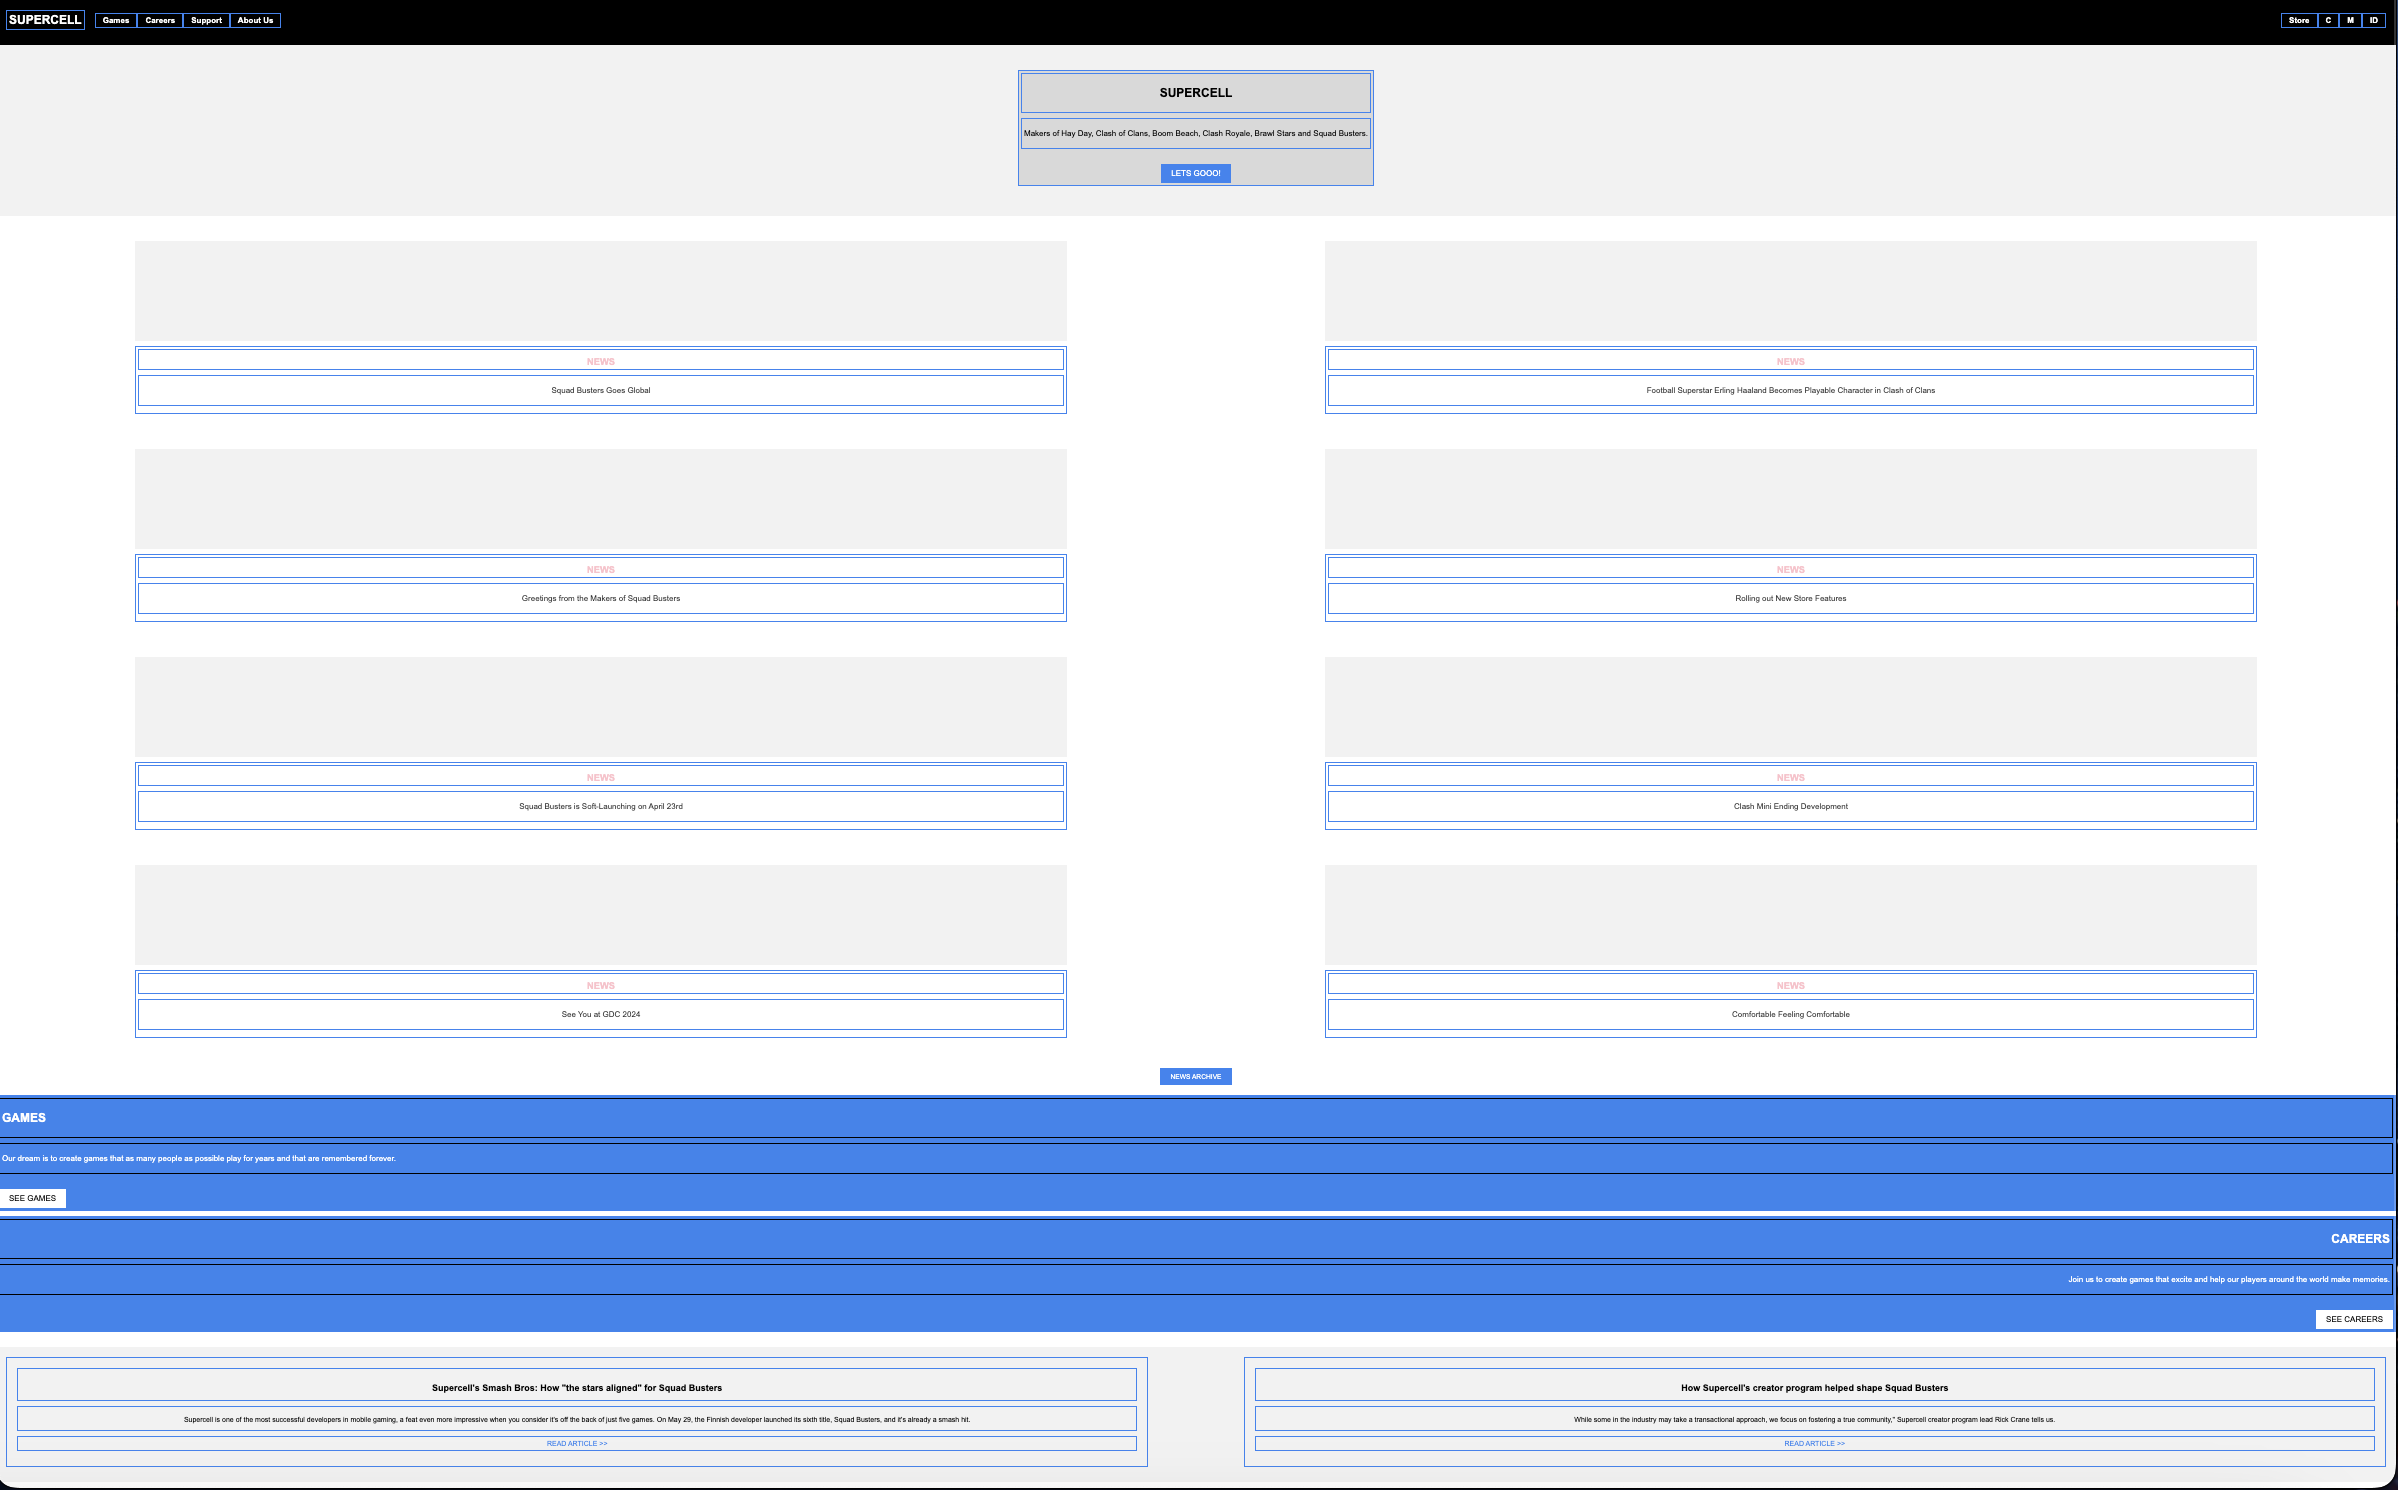 SUPERCELL
Games
Careers
Support
About Us
Store
C
M
ID
SUPERCELL
Makers of Hay Day, Clash of Clans, Boom Beach, Clash Royale, Brawl Stars and Squad Busters.
LETS GOOO!
NEWS
Squad Busters Goes Global
NEWS
Football Superstar Erling Haaland Becomes Playable Character in Clash of Clans
NEWS
Greetings from the Makers of Squad Busters
NEWS
Rolling out New Store Features
NEWS
Squad Busters is Soft-Launching on April 23rd
NEWS
Clash Mini Ending Development
NEWS
See You at GDC 2024
NEWS
Comfortable Feeling Comfortable
NEWS ARCHIVE
GAMES
Our dream is to create games that as many people as possible play for years and that are remembered forever.
SEE GAMES
CAREERS
Join us to create games that excite and help our players around the world make memories.
SEE CAREERS
Supercell's Smash Bros: How "the stars aligned" for Squad Busters
Supercell is one of the most successful developers in mobile gaming, a feat even more impressive when you consider it's off the back of just five games. On May 29, the Finnish developer launched its sixth title, Squad Busters, and it's already a smash hit.
READ ARTICLE >>
How Supercell's creator program helped shape Squad Busters
While some in the industry may take a transactional approach, we focus on fostering a true community," Supercell creator program lead Rick Crane tells us.
READ ARTICLE >>